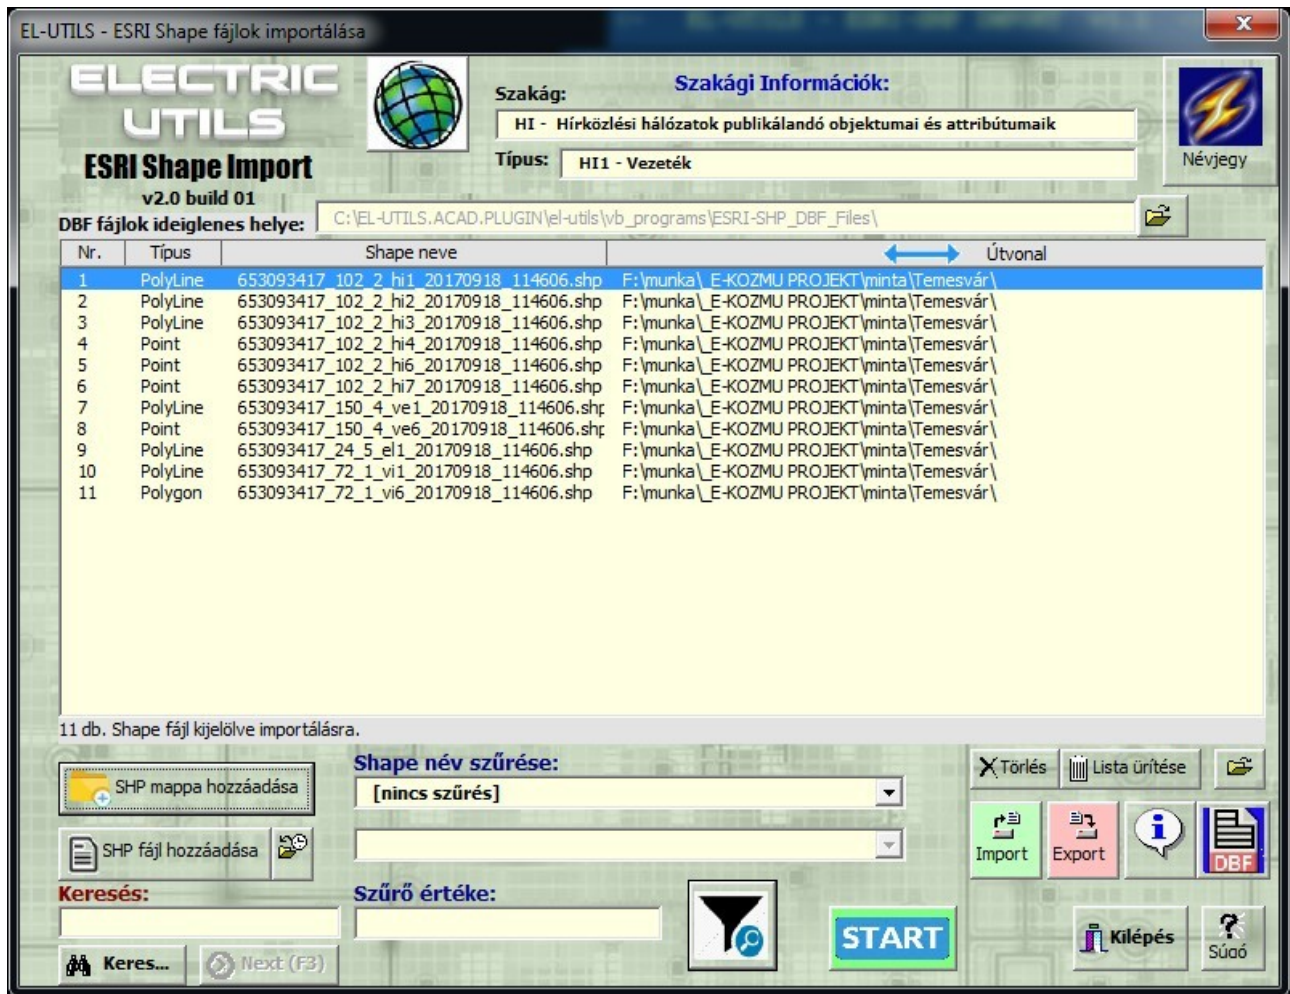 EL-UTILS - ESRI Shape fájlok importálása
X
ELECTRIC
UTILS
ESRI Shape Import
v2.0 build 01
Szakági Információk:
Szakág:
HI - Hírközlési hálózatok publikálandó objektumai és attribútumaik
Típus: HI1 - Vezeték
Névjegy
DBF fájlok ideiglenes helye: C:\EL-UTILS.ACAD.PLUGIN\el-utils\vb_programs\ESRI-SHP_DBF_Files\
Nr. Típus Shape neve Útvonal
1 PolyLine 653093417_102_2_hi1_20170918_114606.shp F:\munka\_E-KOZMU PROJEKT\minta\Temesvár\
2 PolyLine 653093417_102_2_hi2_20170918_114606.shp F:\munka\_E-KOZMU PROJEKT\minta\Temesvár\
3 PolyLine 653093417_102_2_hi3_20170918_114606.shp F:\munka\_E-KOZMU PROJEKT\minta\Temesvár\
4 Point 653093417_102_2_hi4_20170918_114606.shp F:\munka\_E-KOZMU PROJEKT\minta\Temesvár\
5 Point 653093417_102_2_hi6_20170918_114606.shp F:\munka\_E-KOZMU PROJEKT\minta\Temesvár\
6 Point 653093417_102_2_hi7_20170918_114606.shp F:\munka\_E-KOZMU PROJEKT\minta\Temesvár\
7 PolyLine 653093417_150_4_ve1_20170918_114606.shp F:\munka\_E-KOZMU PROJEKT\minta\Temesvár\
8 Point 653093417_150_4_ve6_20170918_114606.shp F:\munka\_E-KOZMU PROJEKT\minta\Temesvár\
9 PolyLine 653093417_24_5_el1_20170918_114606.shp F:\munka\_E-KOZMU PROJEKT\minta\Temesvár\
10 PolyLine 653093417_72_1_vi1_20170918_114606.shp F:\munka\_E-KOZMU PROJEKT\minta\Temesvár\
11 Polygon 653093417_72_1_vi6_20170918_114606.shp F:\munka\_E-KOZMU PROJEKT\minta\Temesvár\
11 db. Shape fájl kijelölve importálásra.
SHP mappa hozzáadása
Shape név szűrése:
[nincs szűrés]
Törlés
Lista ürítése
SHP fájl hozzáadása
Import
Export
DBF
Keresés:
Szűrő értéke:
START
Kilépés
Súgó
Keres...
Next (F3)